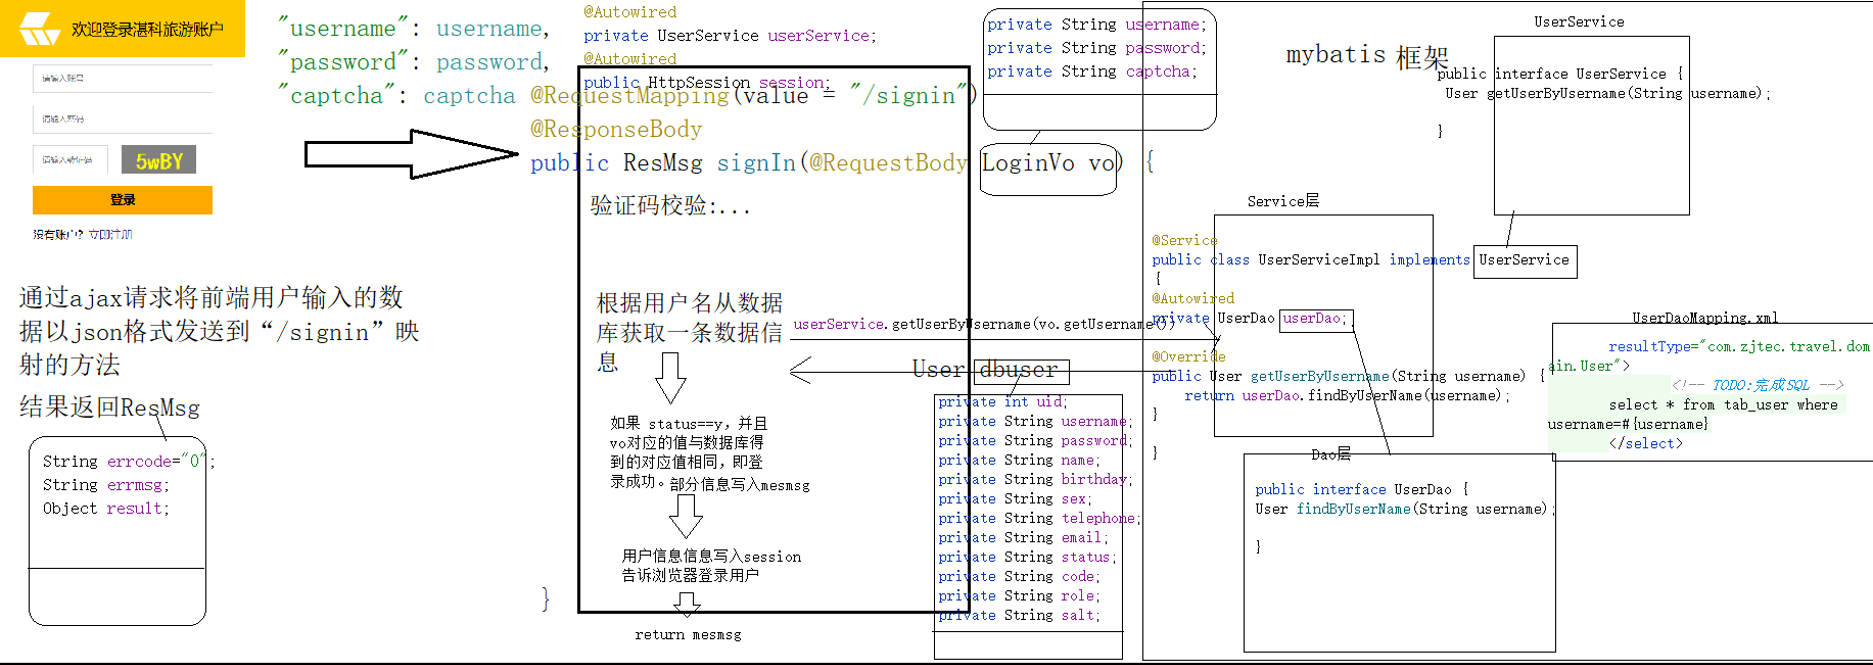 欢迎登录湛科旅游账户
请输入账号
请输入密码
请输入验证码
5wBY
登录
没有账户? 立即注册
通过ajax请求将前端用户输入的数
据以json格式发送到“/signin”映
射的方法
结果返回ResMsg
String errcode="0";
String errmsg;
Object result;
"username": username,
"password": password,
"captcha": captcha
@Autowired
private UserService userService;
@Autowired
public HttpSession session;
@RequestMapping(value = "/signin")
@ResponseBody
public ResMsg signIn(@RequestBody LoginVo vo) {
验证码校验:...
根据用户名从数据
库获取一条数据信
息
如果 status==y, 并且
vo对应的值与数据库得
到的对应值相同, 即登
录成功。部分信息写入mesmsg
用户信息信息写入session
告诉浏览器登录用户
return mesmsg
}
private String username;
private String password;
private String captcha;
userService.getUserByUsername(vo.getUsername())
User dbuser
private int uid;
private String username;
private String password;
private String name;
private String birthday;
private String sex;
private String telephone;
private String email;
private String status;
private String code;
private String role;
private String salt;
mybatis 框架
UserService
public interface UserService {
User getUserByUsername(String username);
}
Service层
@Service
public class UserServiceImpl implements UserService
{
@Autowired
private UserDao userDao;
@Override
public User getUserByUsername(String username) {
return userDao.findByUserName(username);
}
}
Dao层
public interface UserDao {
User findByUserName(String username);
}
UserDaoMapping.xml
resultType="com.zjtec.travel.dom
ain.User">
<!-- TODO:完成SQL -->
select * from tab_user where
username=#{username}
</select>